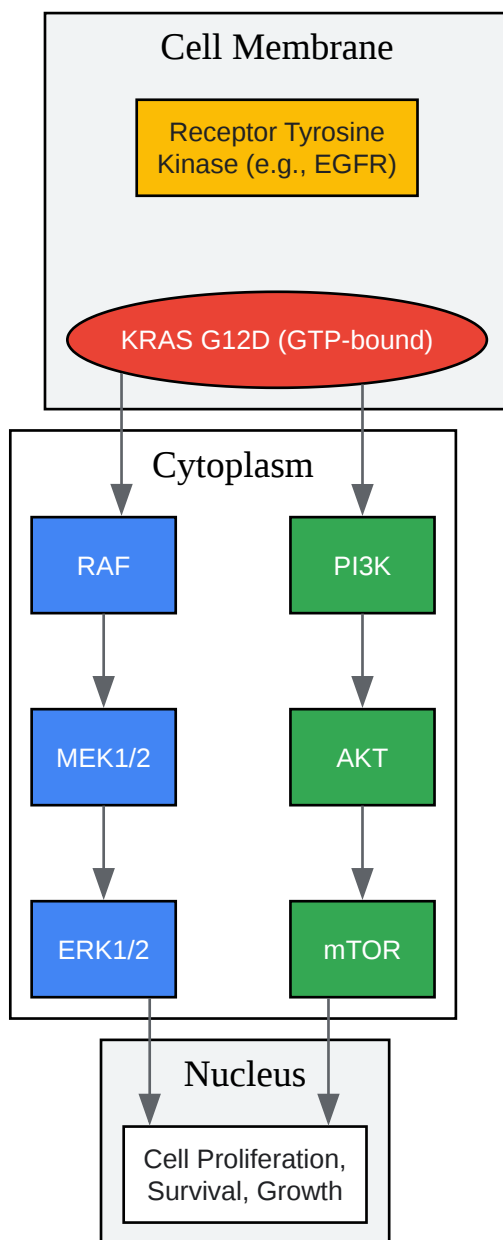 Cell Membrane
Receptor Tyrosine
Kinase (e.g., EGFR)
KRAS G12D (GTP-bound)
Cytoplasm
RAF
PI3K
MEK1/2
AKT
ERK1/2
mTOR
Nucleus
Cell Proliferation,
Survival, Growth